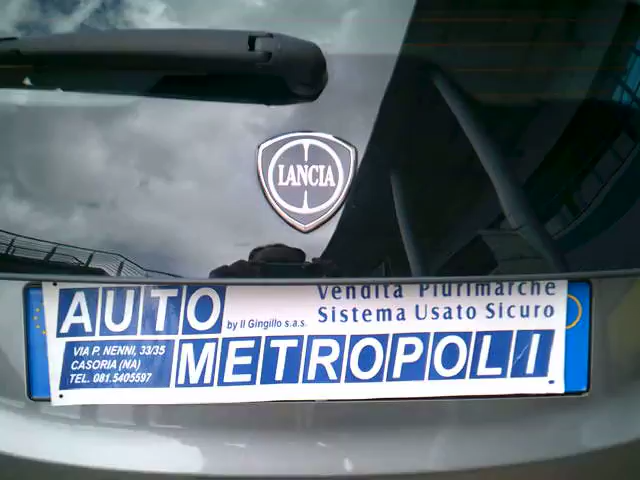 LANCIA
AUTO
by Il Gingillo s.a.s.
Vendita Plurimarche
Sistema Usato Sicuro
VIA P. NENNI, 33/35
CASORIA (NA)
TEL. 081.5405597
METROPOLI